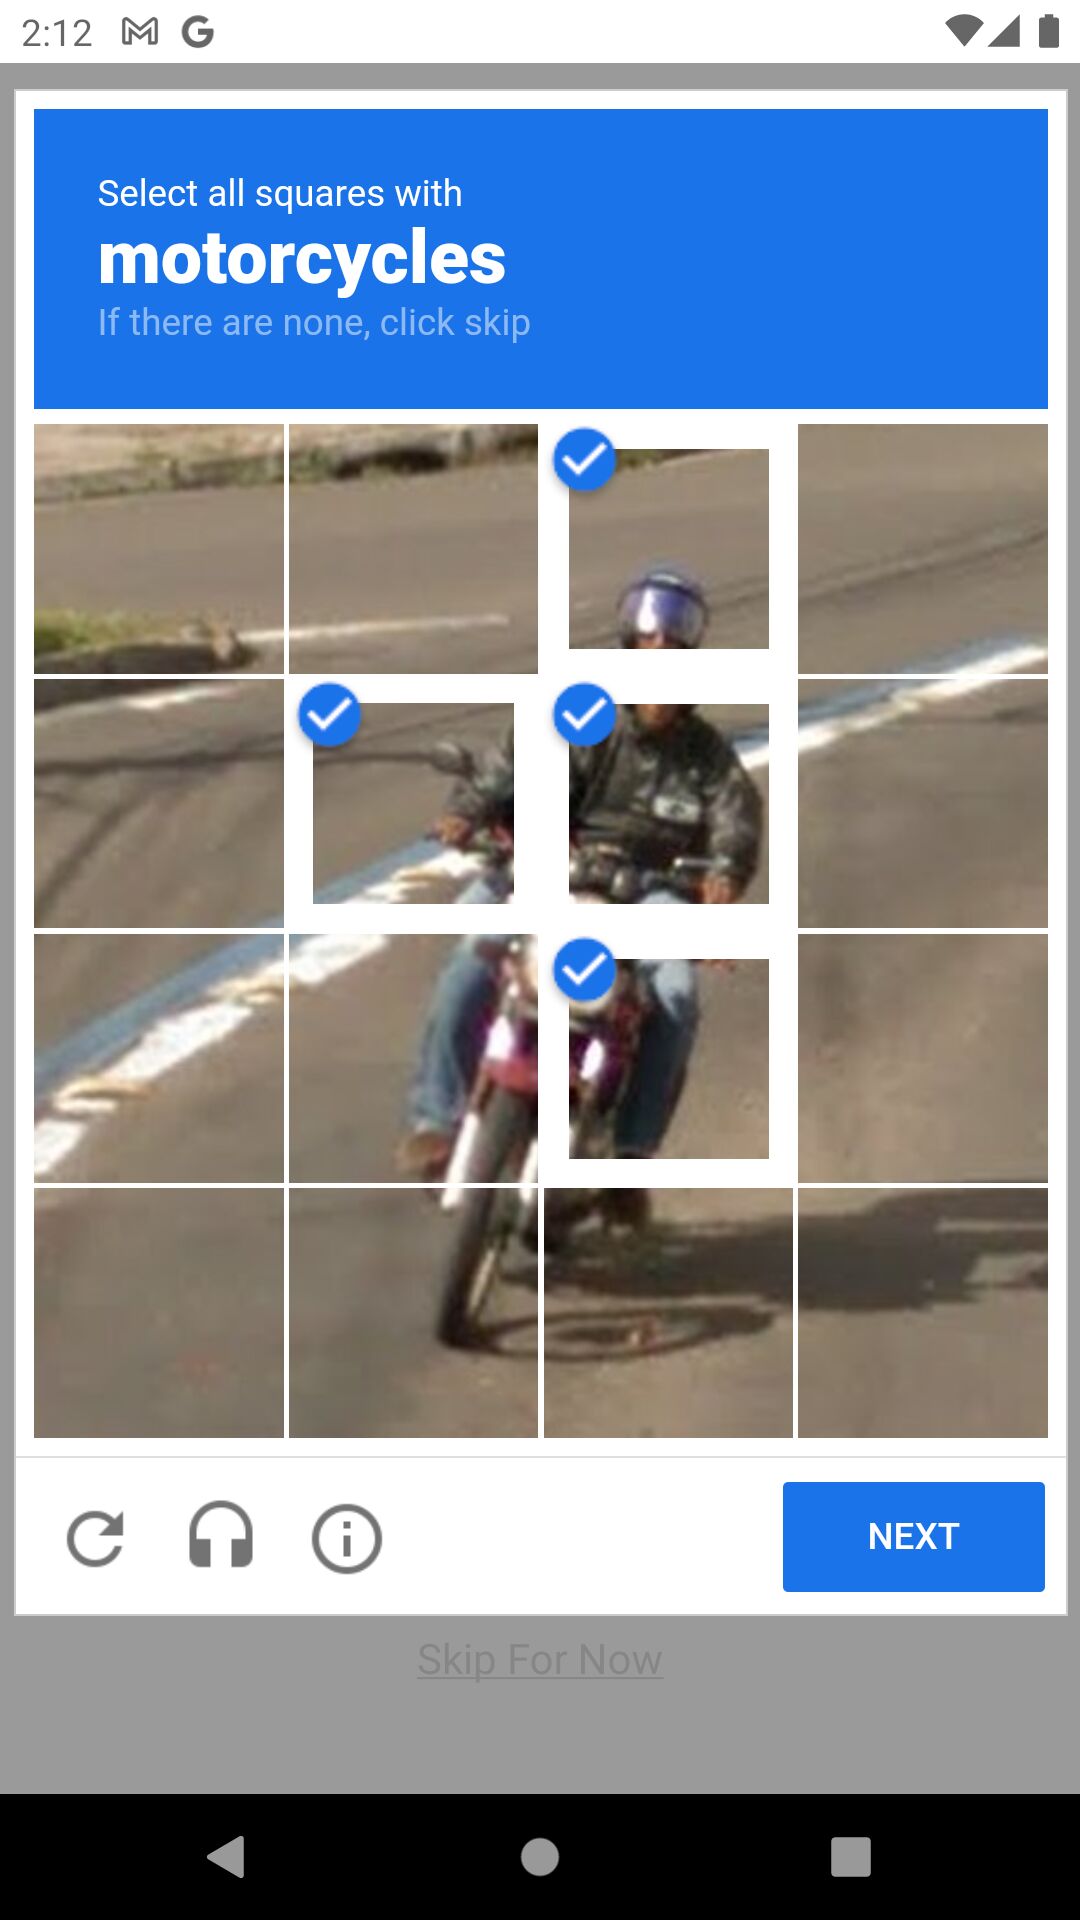 2:12
Select all squares with
motorcycles
If there are none, click skip
NEXT
Skip For Now